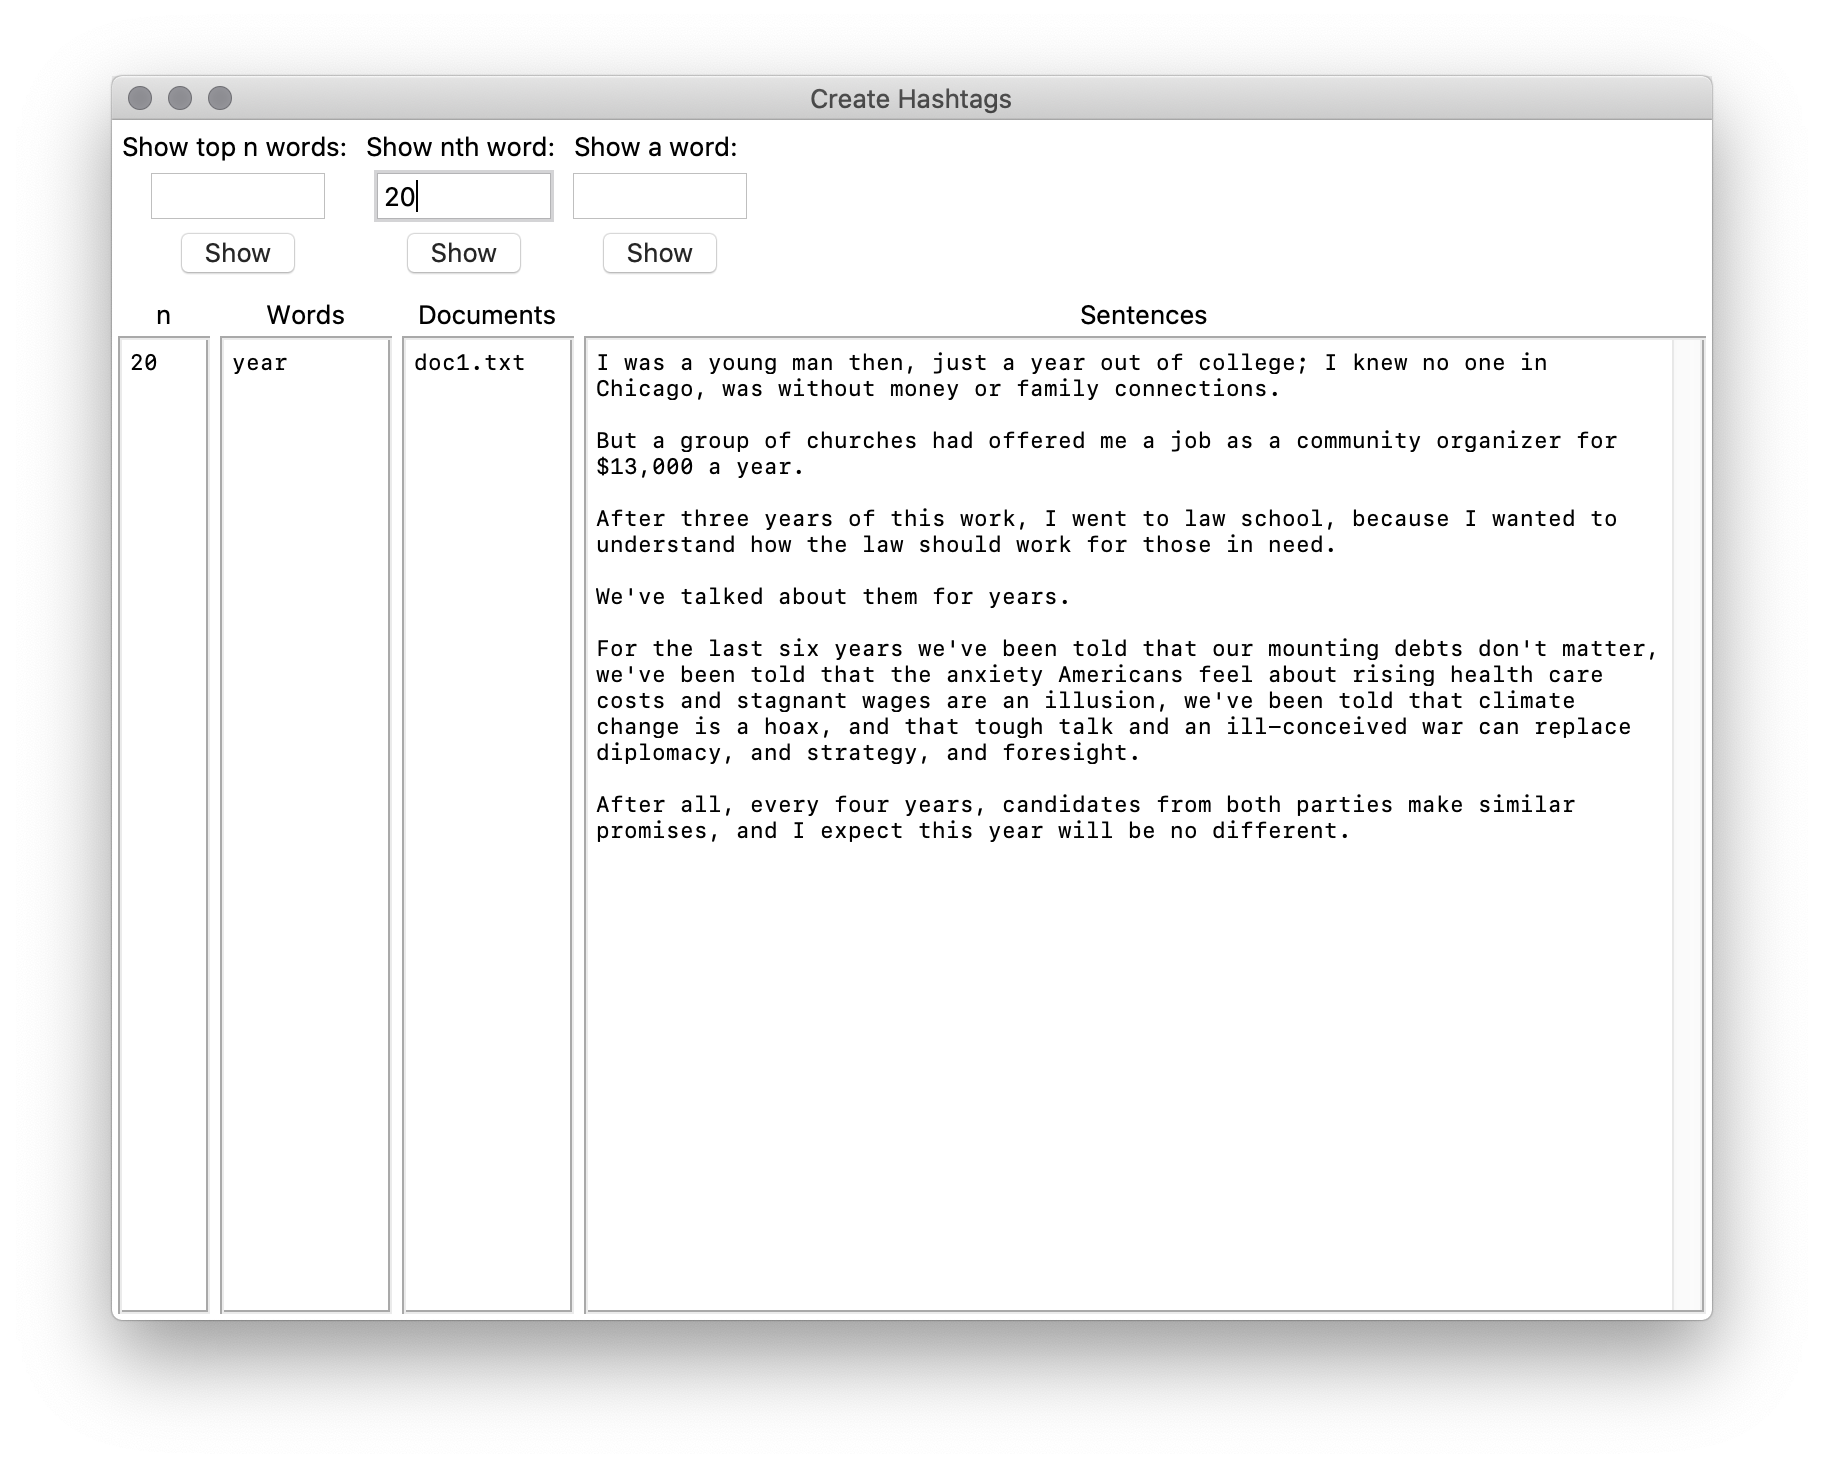 Create Hashtags
Show top n words: Show nth word: Show a word:
20
Show Show Show
n Words Documents Sentences
20 year doc1.txt I was a young man then, just a year out of college; I knew no one in
Chicago, was without money or family connections.
But a group of churches had offered me a job as a community organizer for
$13,000 a year.
After three years of this work, I went to law school, because I wanted to
understand how the law should work for those in need.
We've talked about them for years.
For the last six years we've been told that our mounting debts don't matter,
we've been told that the anxiety Americans feel about rising health care
costs and stagnant wages are an illusion, we've been told that climate
change is a hoax, and that tough talk and an ill-conceived war can replace
diplomacy, and strategy, and foresight.
After all, every four years, candidates from both parties make similar
promises, and I expect this year will be no different.